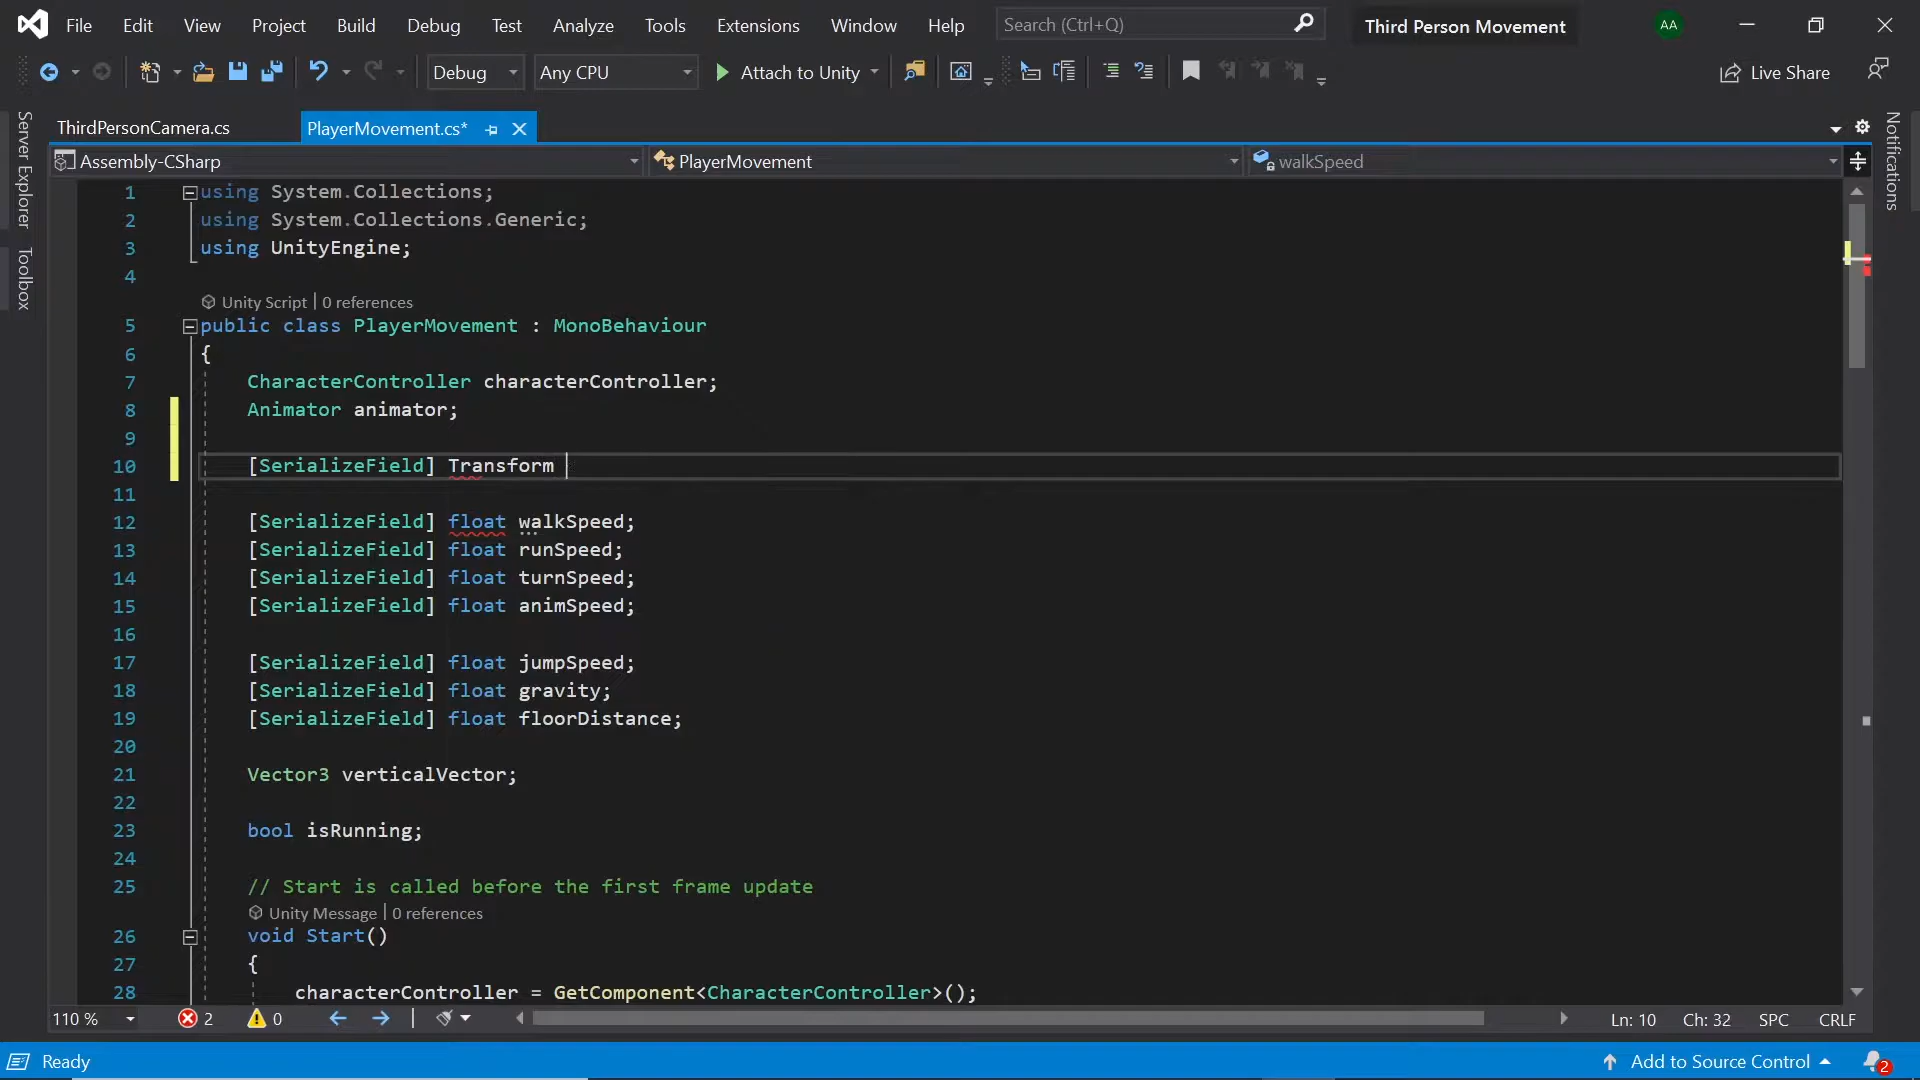 File Edit View Project Build Debug Test Analyze Tools Extensions Window Help Search (Ctrl+Q) Third Person Movement AA
Debug Any CPU Attach to Unity Live Share
Server Explorer
Toolbox
Notifications
ThirdPersonCamera.cs PlayerMovement.cs*
Assembly-CSharp PlayerMovement walkSpeed
1 using System.Collections;
2 using System.Collections.Generic;
3 using UnityEngine;
4
Unity Script | 0 references
5 public class PlayerMovement : MonoBehaviour
6 {
7 CharacterController characterController;
8 Animator animator;
9
10 [SerializeField] Transform
11
12 [SerializeField] float walkSpeed;
13 [SerializeField] float runSpeed;
14 [SerializeField] float turnSpeed;
15 [SerializeField] float animSpeed;
16
17 [SerializeField] float jumpSpeed;
18 [SerializeField] float gravity;
19 [SerializeField] float floorDistance;
20
21 Vector3 verticalVector;
22
23 bool isRunning;
24
25 // Start is called before the first frame update
Unity Message | 0 references
26 void Start()
27 {
28 characterController = GetComponent<CharacterController>();
110 % 2 0 Ln: 10 Ch: 32 SPC CRLF
Ready Add to Source Control 2